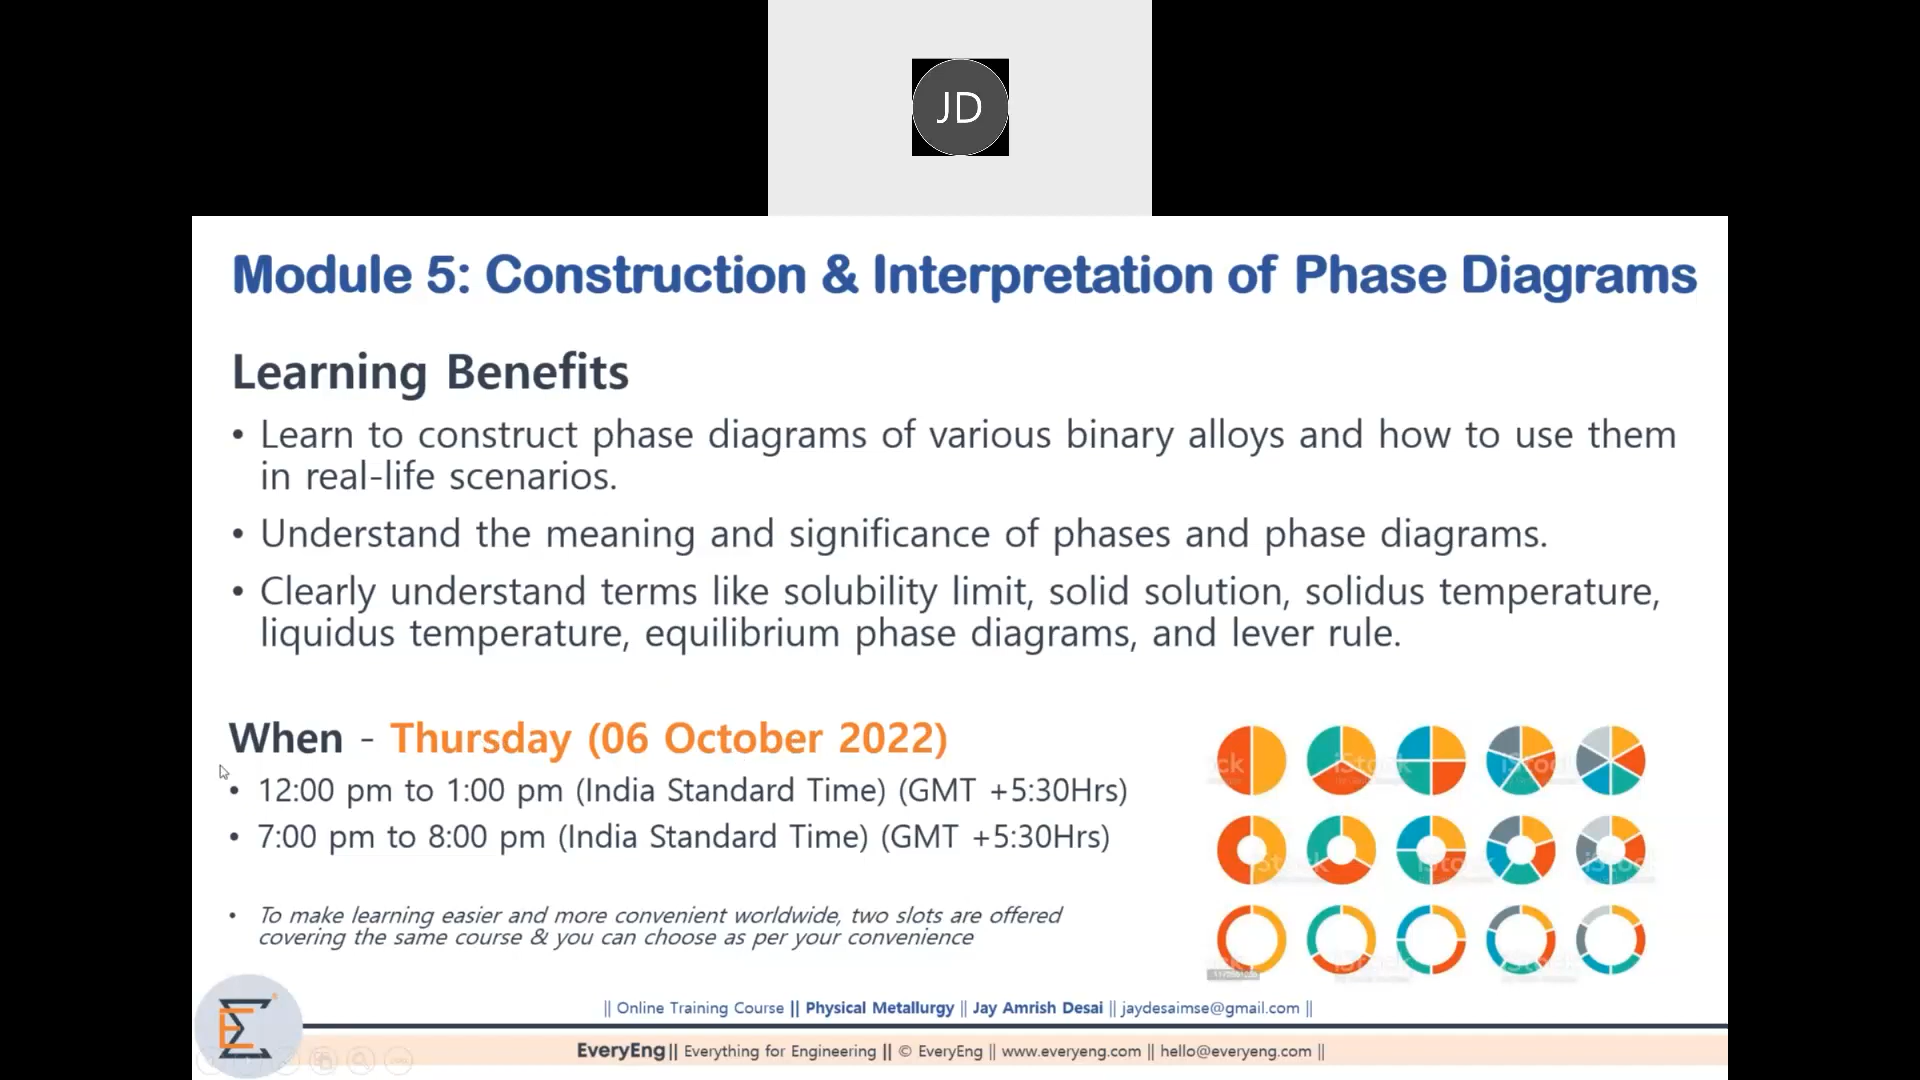 JD
Module 5: Construction & Interpretation of Phase Diagrams
Learning Benefits
• Learn to construct phase diagrams of various binary alloys and how to use them
in real-life scenarios.
• Understand the meaning and significance of phases and phase diagrams.
• Clearly understand terms like solubility limit, solid solution, solidus temperature,
liquidus temperature, equilibrium phase diagrams, and lever rule.
When - Thursday (06 October 2022)
• 12:00 pm to 1:00 pm (India Standard Time) (GMT +5:30Hrs)
• 7:00 pm to 8:00 pm (India Standard Time) (GMT +5:30Hrs)
• To make learning easier and more convenient worldwide, two slots are offered
covering the same course & you can choose as per your convenience
|| Online Training Course || Physical Metallurgy || Jay Amrish Desai || jaydesaimse@gmail.com ||
EveryEng || Everything for Engineering || © EveryEng || www.everyeng.com || hello@everyeng.com ||